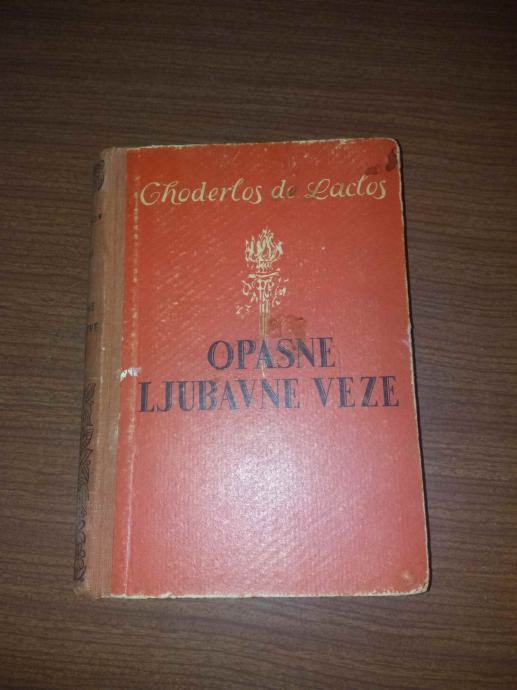 Choderlos de Laclos
OPASNE
LJUBAVNE VEZE